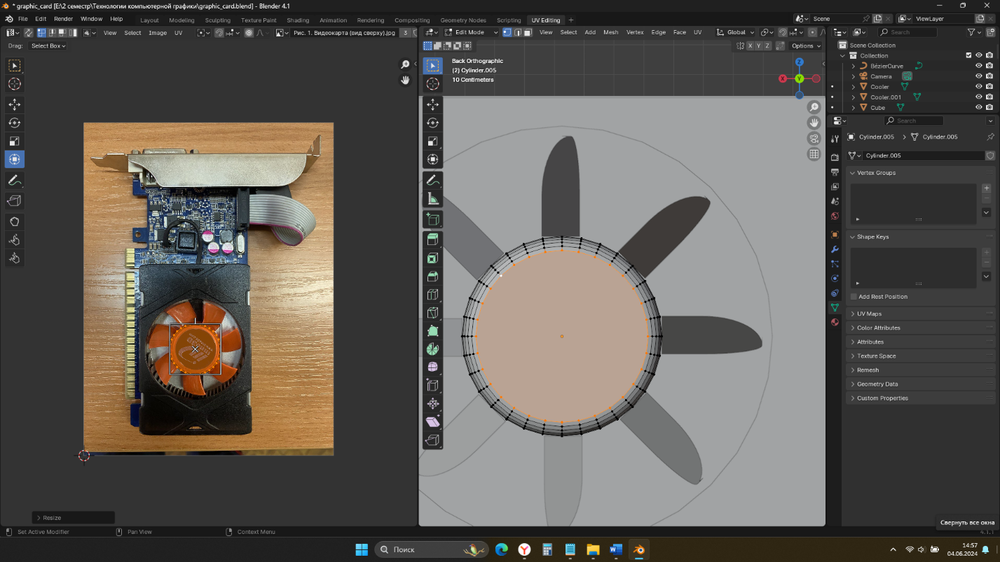 * graphic_card [E:\2 семестр\Технологии компьютерной графики\graphic_card.blend] - Blender 4.1
File Edit Render Window Help Layout Modeling Sculpting UV Editing Texture Paint Shading Animation Rendering Compositing Geometry Nodes Scripting UV Editing + Scene ViewLayer
View Select Image UV Рис. 1. Видеокарта (вид сверху).jpg 3
Edit Mode View Select Add Mesh Vertex Edge Face UV Global
Search
Drag: Select Box
X Y Z Options
Scene Collection
Collection
BézierCurve
Camera
Cooler
Cooler.001
Cube
Back Orthographic
(2) Cylinder.005
10 Centimeters
Z
X Y
Search
Cylinder.005 > Cylinder.005
Cylinder.005
Vertex Groups
Shape Keys
Add Rest Position
UV Maps
Color Attributes
Attributes
Texture Space
Remesh
Geometry Data
Custom Properties
> Resize
Свернуть все окна
Set Active Modifier Pan View Context Menu 4.1.1
Поиск
14:57
04.06.2024